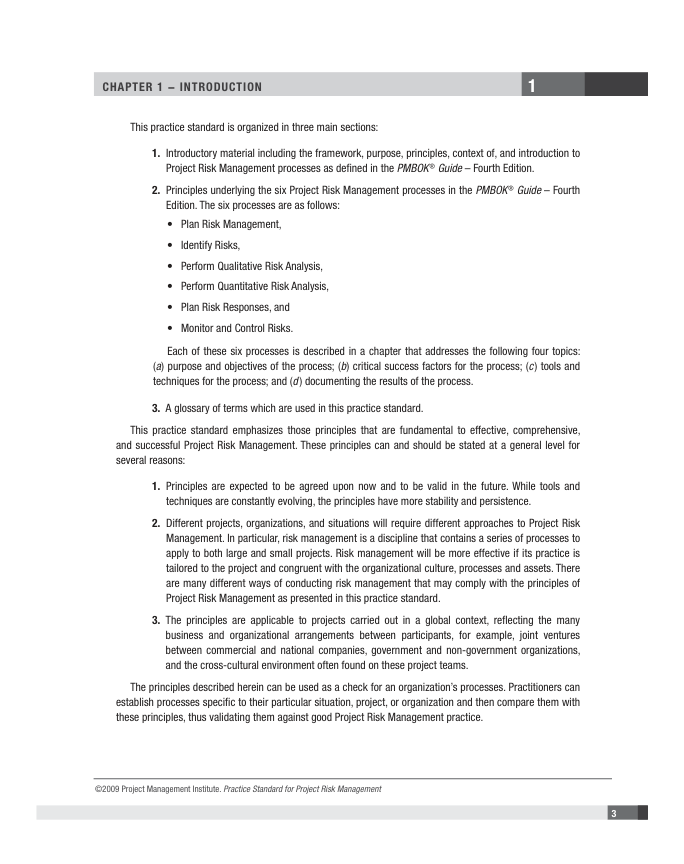 CHAPTER 1 – INTRODUCTION
1
This practice standard is organized in three main sections:
1. Introductory material including the framework, purpose, principles, context of, and introduction to
Project Risk Management processes as defined in the PMBOK® Guide – Fourth Edition.
2. Principles underlying the six Project Risk Management processes in the PMBOK® Guide – Fourth
Edition. The six processes are as follows:
• Plan Risk Management,
• Identify Risks,
• Perform Qualitative Risk Analysis,
• Perform Quantitative Risk Analysis,
• Plan Risk Responses, and
• Monitor and Control Risks.
Each of these six processes is described in a chapter that addresses the following four topics:
(a) purpose and objectives of the process; (b) critical success factors for the process; (c) tools and
techniques for the process; and (d) documenting the results of the process.
3. A glossary of terms which are used in this practice standard.
This practice standard emphasizes those principles that are fundamental to effective, comprehensive,
and successful Project Risk Management. These principles can and should be stated at a general level for
several reasons:
1. Principles are expected to be agreed upon now and to be valid in the future. While tools and
techniques are constantly evolving, the principles have more stability and persistence.
2. Different projects, organizations, and situations will require different approaches to Project Risk
Management. In particular, risk management is a discipline that contains a series of processes to
apply to both large and small projects. Risk management will be more effective if its practice is
tailored to the project and congruent with the organizational culture, processes and assets. There
are many different ways of conducting risk management that may comply with the principles of
Project Risk Management as presented in this practice standard.
3. The principles are applicable to projects carried out in a global context, reflecting the many
business and organizational arrangements between participants, for example, joint ventures
between commercial and national companies, government and non-government organizations,
and the cross-cultural environment often found on these project teams.
The principles described herein can be used as a check for an organization's processes. Practitioners can
establish processes specific to their particular situation, project, or organization and then compare them with
these principles, thus validating them against good Project Risk Management practice.
©2009 Project Management Institute. Practice Standard for Project Risk Management
3